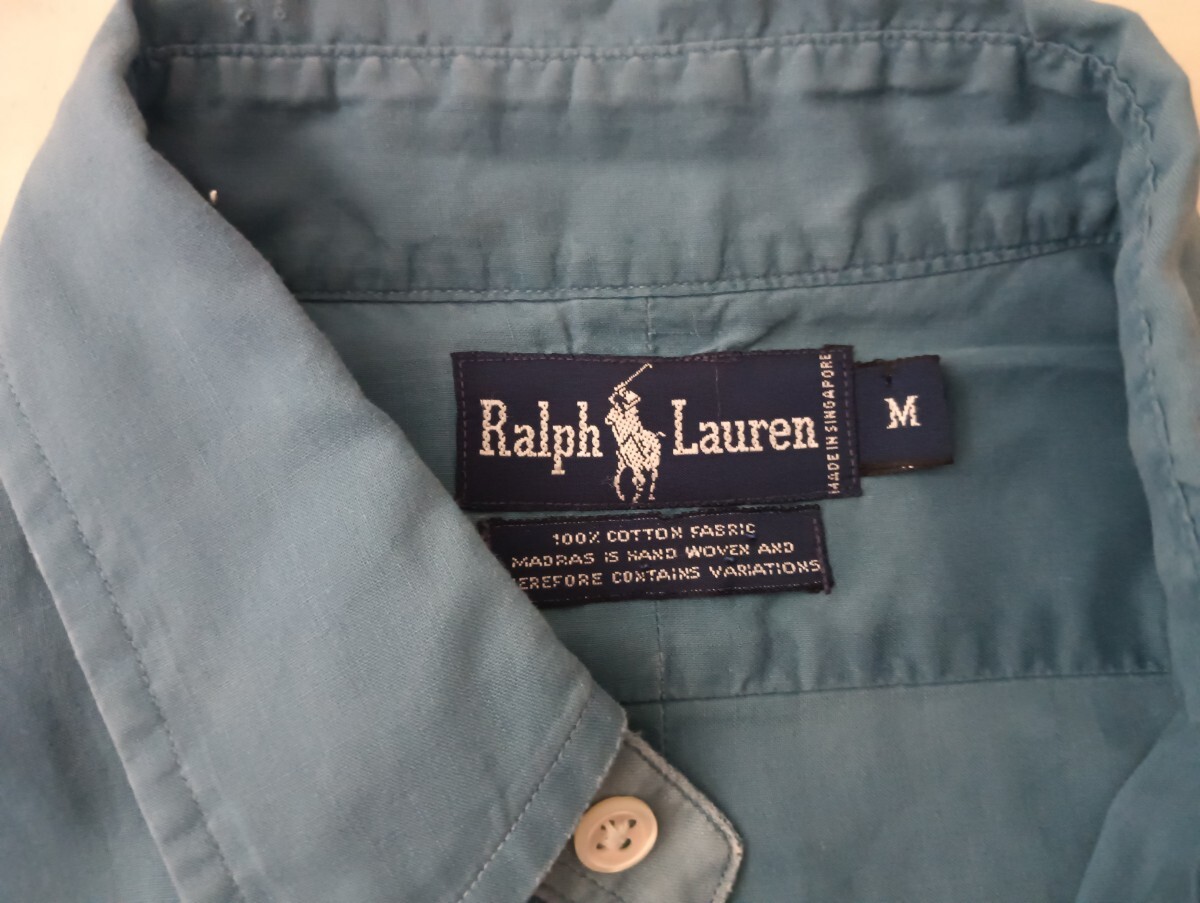 Ralph Lauren
MADE IN SINGAPORE
M
100% COTTON FABRIC
MADRAS IS HAND WOVEN AND
EREFORE CONTAINS VARIATIONS